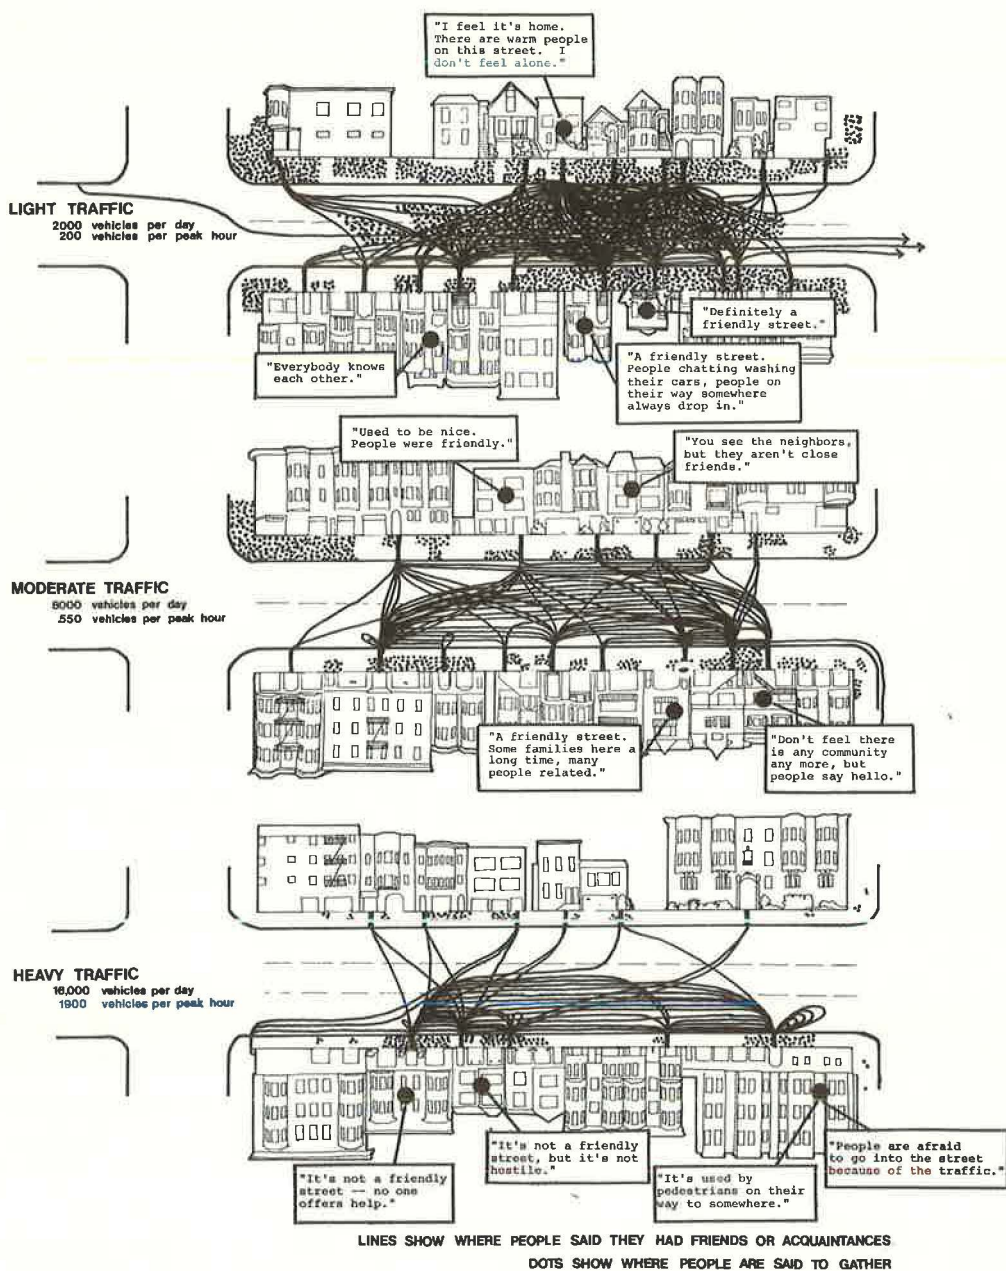 "I feel it's home.
There are warm people
on this street. I
don't feel alone."
LIGHT TRAFFIC
2000 vehicles per day
200 vehicles per peak hour
"Definitely a
friendly street."
"Everybody knows
each other."
"A friendly street.
People chatting washing
their cars, people on
their way somewhere
always drop in."
"Used to be nice.
People were friendly."
"You see the neighbors,
but they aren't close
friends."
MODERATE TRAFFIC
8000 vehicles per day
550 vehicles per peak hour
"A friendly street.
Some families here a
long time, many
people related."
"Don't feel there
is any community
any more, but
people say hello."
HEAVY TRAFFIC
16,000 vehicles per day
1900 vehicles per peak hour
"It's not a friendly
street — no one
offers help."
"It's not a friendly
street, but it's not
hostile."
"It's used by
pedestrians on their
way to somewhere."
"People are afraid
to go into the street
because of the traffic."
LINES SHOW WHERE PEOPLE SAID THEY HAD FRIENDS OR ACQUAINTANCES
DOTS SHOW WHERE PEOPLE ARE SAID TO GATHER